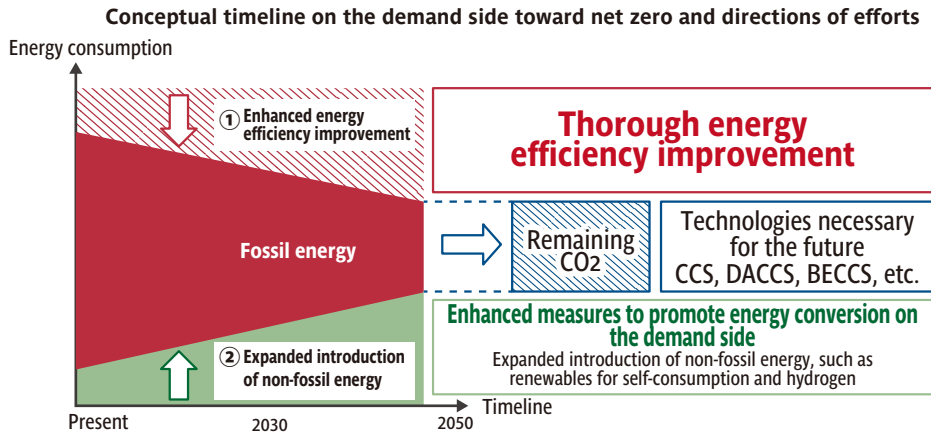 Conceptual timeline on the demand side toward net zero and directions of efforts
Energy consumption
① Enhanced energy
efficiency improvement
Thorough energy
efficiency improvement
Fossil energy
Remaining
CO2
Technologies necessary
for the future
CCS, DACCS, BECCS, etc.
② Expanded introduction
of non-fossil energy
Enhanced measures to promote energy conversion on
the demand side
Expanded introduction of non-fossil energy, such as
renewables for self-consumption and hydrogen
Timeline
Present
2030
2050